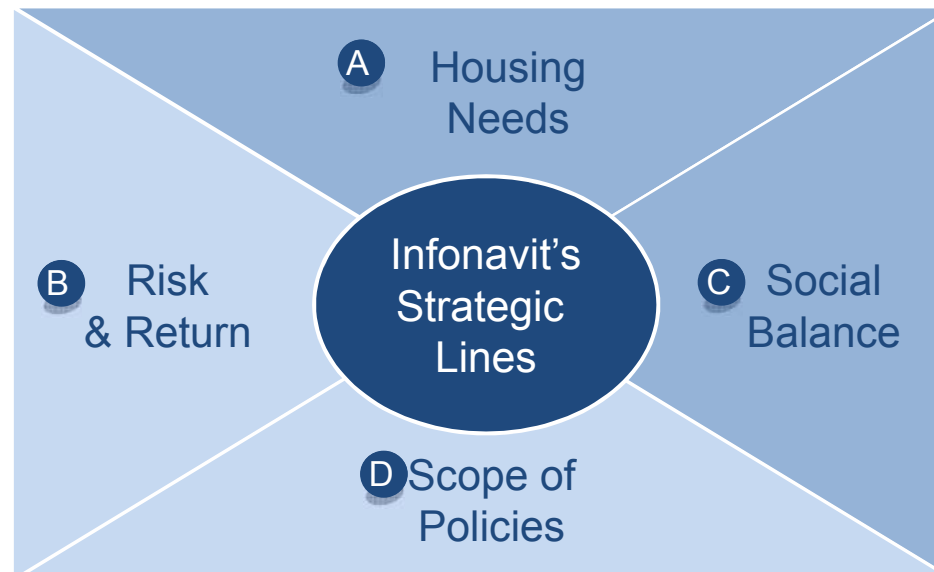 A Housing
Needs
B Risk
& Return
Infonavit's
Strategic
Lines
C Social
Balance
D Scope of
Policies